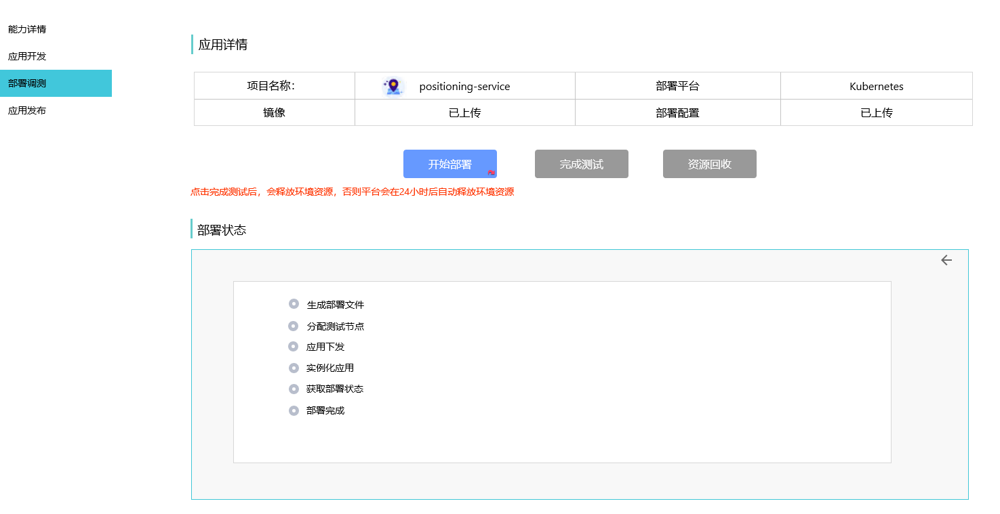 能力详情
应用开发
部署调测
应用发布
应用详情
项目名称： positioning-service 部署平台 Kubernetes
镜像 已上传 部署配置 已上传
开始部署 完成测试 资源回收
点击完成测试后，会释放环境资源，否则平台会在24小时后自动释放环境资源
部署状态
生成部署文件
分配测试节点
应用下发
实例化应用
获取部署状态
部署完成